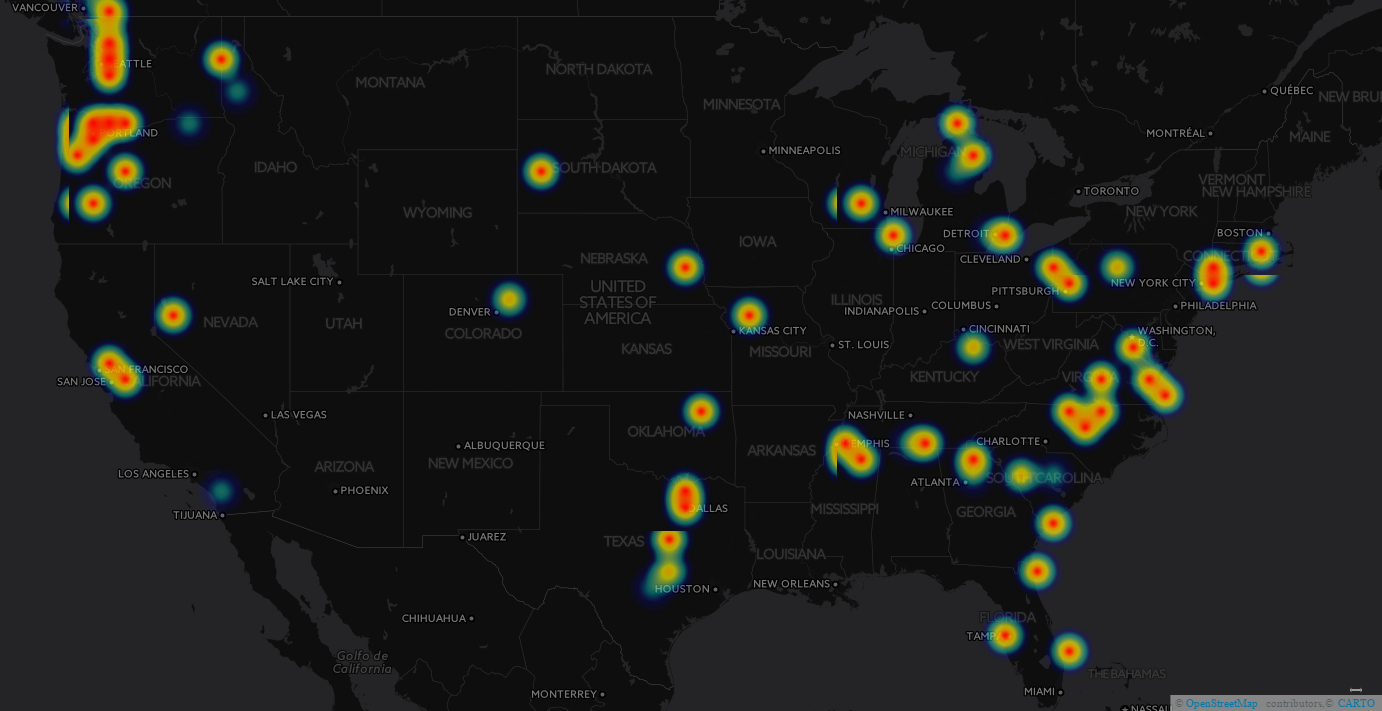 VANCOUVER
SEATTLE
MONTANA
NORTH DAKOTA
MINNESOTA
QUÉBEC
NEW BRU
PORTLAND
MONTRÉAL
MAINE
MINNEAPOLIS
MICHIGAN
IDAHO
SOUTH DAKOTA
OREGON
VERMONT
TORONTO
NEW HAMPSHIRE
WYOMING
MILWAUKEE
NEW YORK
DETROIT
BOSTON
IOWA
CHICAGO
NEBRASKA
CLEVELAND
CONNECTIC
SALT LAKE CITY
UNITED
STATES OF
AMERICA
PITTSBURGH
NEW YORK CITY
ILLINOIS
INDIANAPOLIS
COLUMBUS
PHILADELPHIA
DENVER
NEVADA
UTAH
COLORADO
KANSAS CITY
CINCINNATI
WASHINGTON,
D.C.
ST. LOUIS
WEST VIRGINIA
KANSAS
MISSOURI
SAN FRANCISCO
SAN JOSE
CALIFORNIA
KENTUCKY
VIRGINIA
LAS VEGAS
NASHVILLE
OKLAHOMA
ALBUQUERQUE
MEMPHIS
CHARLOTTE
ARKANSAS
ARIZONA
NEW MEXICO
LOS ANGELES
ATLANTA
SOUTH CAROLINA
PHOENIX
TIJUANA
DALLAS
MISSISSIPPI
GEORGIA
JUAREZ
TEXAS
LOUISIANA
HOUSTON
NEW ORLEANS
CHIHUAHUA
FLORIDA
TAMPA
Golfo de
California
THE BAHAMAS
MONTERREY
MIAMI
© OpenStreetMap contributors,© CARTO
NASSAU